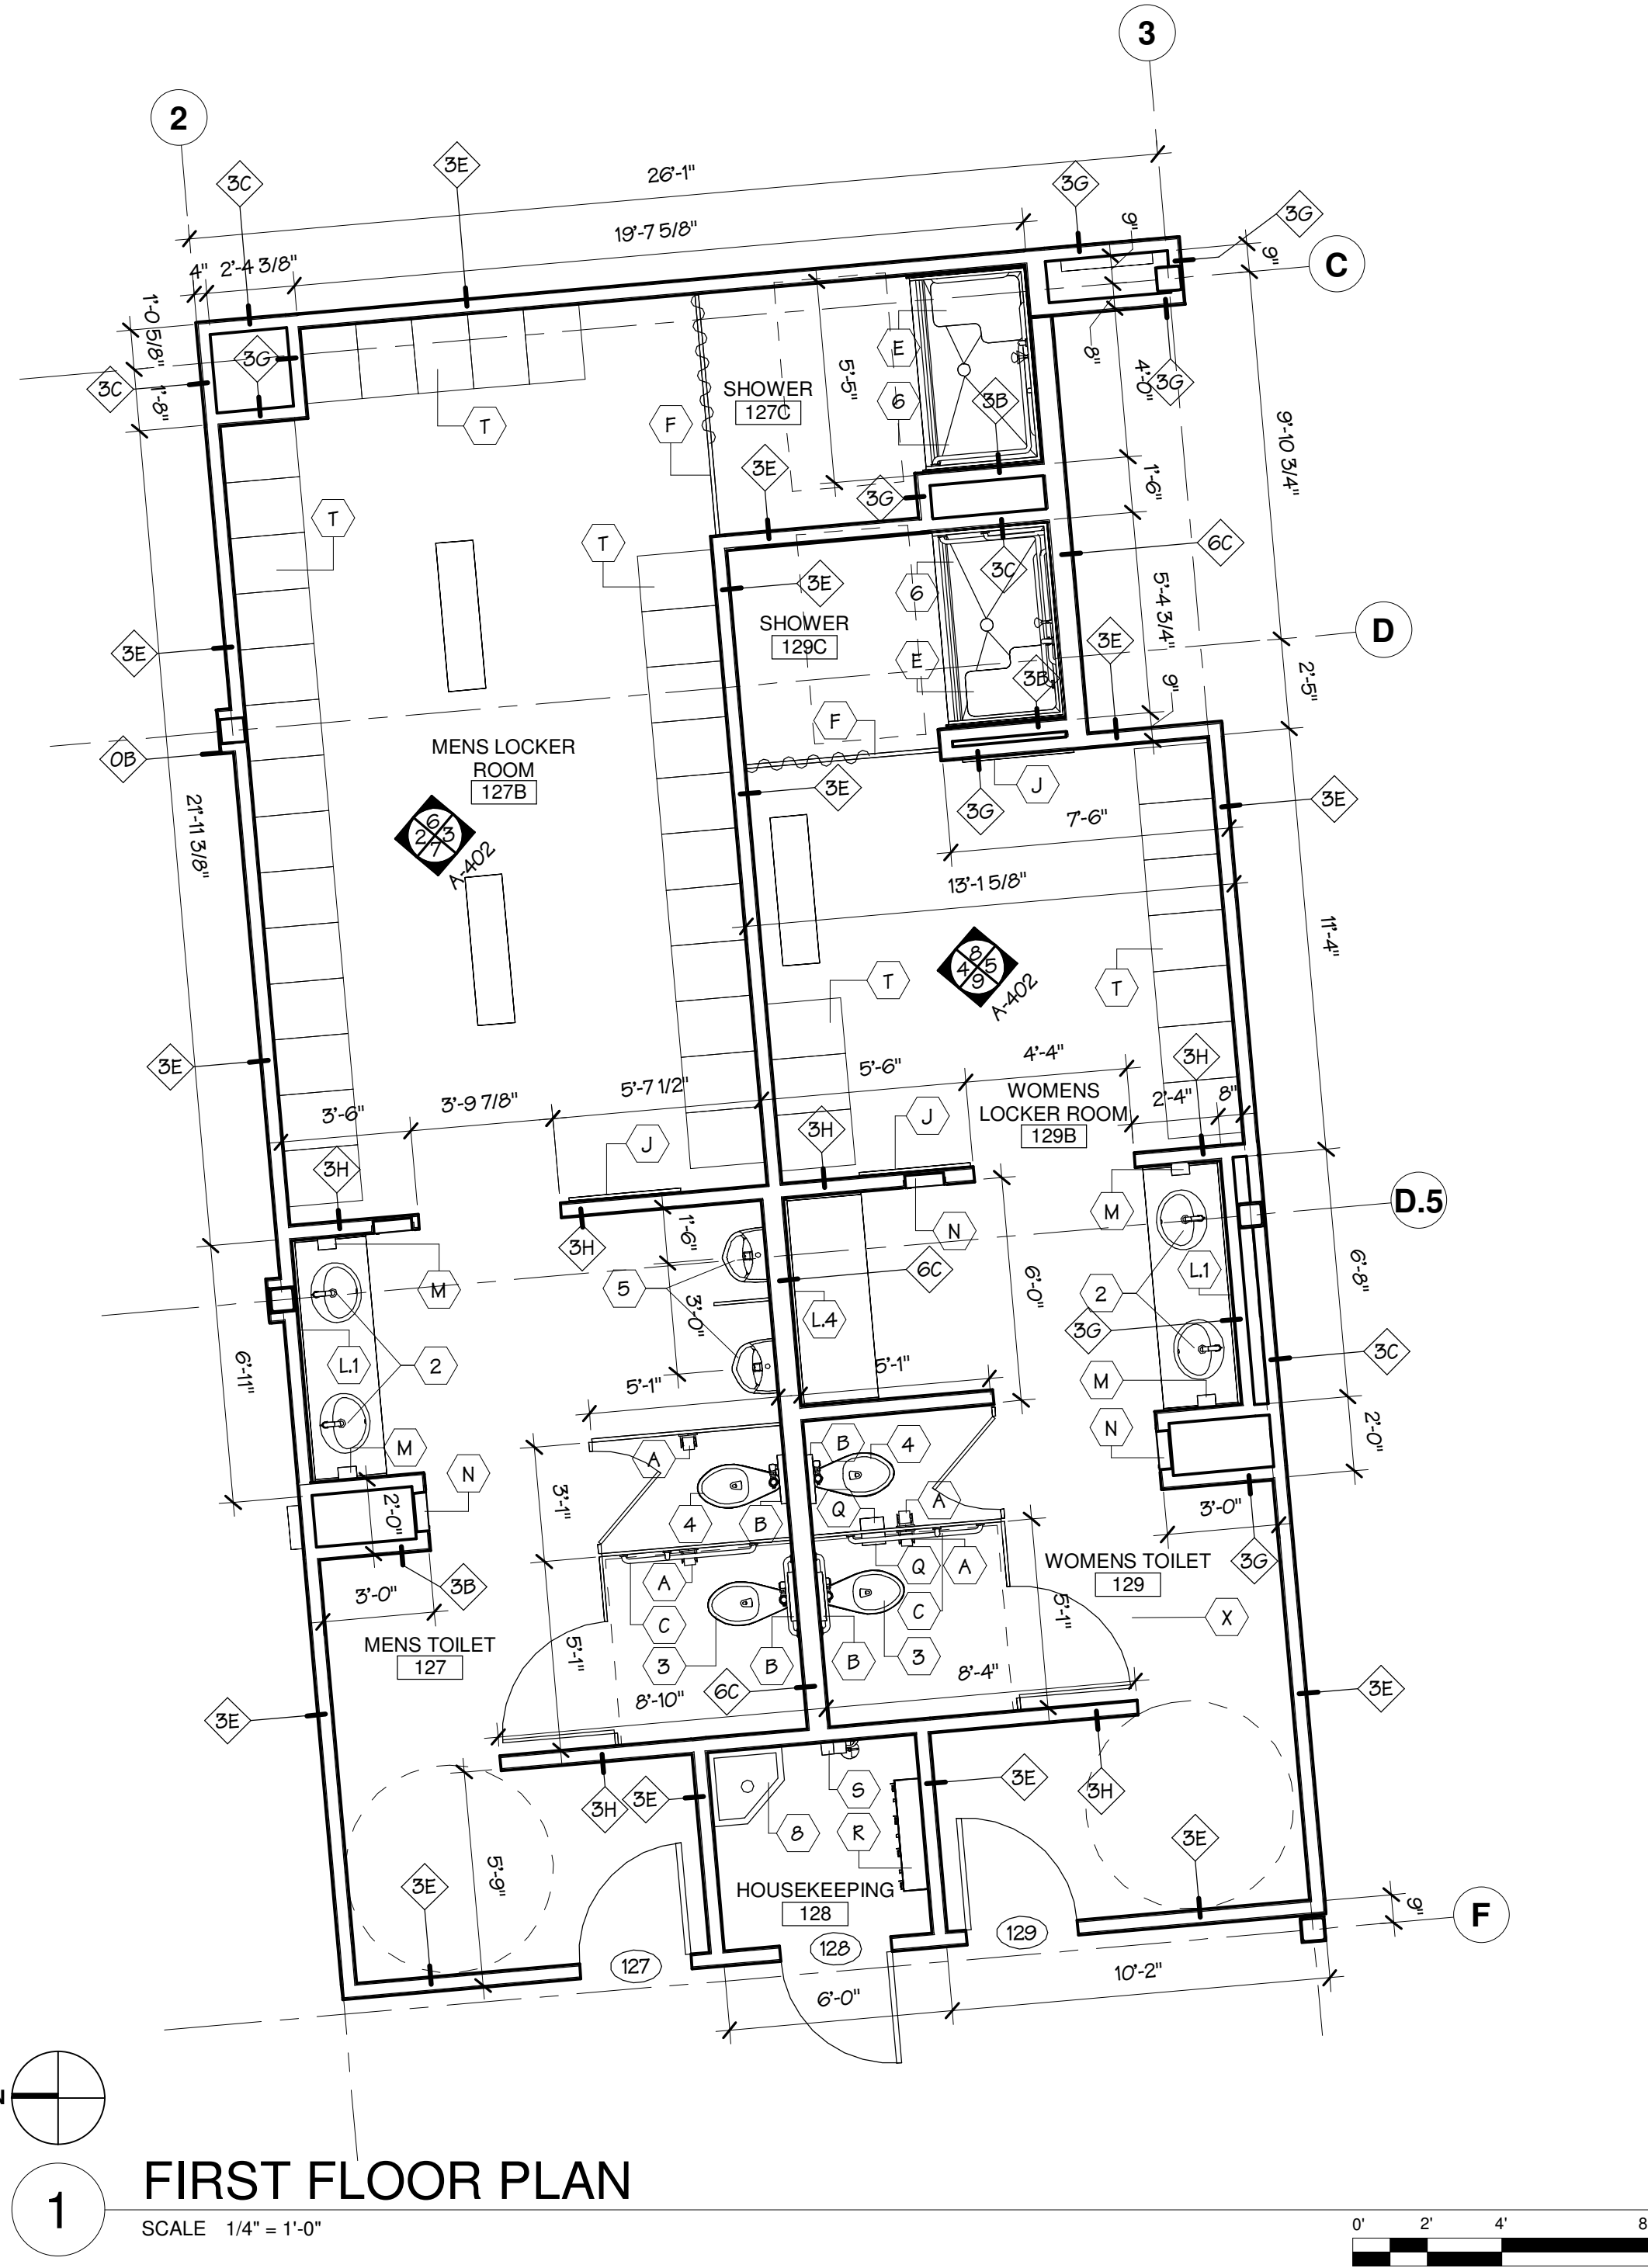 3
2
3E
3C
26'-1"
3G
3G
9"
9"
19'-7 5/8"
C
4"
2'-4 3/8"
1'-0 5/8"
3G
3C
1'-8"
E
8"
4'-0"
3G
5'-5"
SHOWER
127C
6
3B
T
F
9'-10 3/4"
3E
3G
1'-6"
T
T
6C
3E
3C
6
5'-4 3/4"
SHOWER
129C
D
3E
3E
E
3B
9"
2'-5"
F
MENS LOCKER
ROOM
127B
0B
J
3E
3G
3E
7'-6"
21'-11 3/8"
6
2
3
7
A-402
13'-1 5/8"
11'-4"
8
4
5
9
A-402
T
T
3E
3H
5'-6"
4'-4"
5'-7 1/2"
3'-9 7/8"
3'-6"
WOMENS
LOCKER ROOM
129B
2'-4"
8"
J
3H
J
3H
M
D.5
1'-6"
N
3H
6C
L.1
M
5
6'-0"
6'-8"
2
3'-0"
L.4
3G
3C
L.1
2
6'-11"
5'-1"
5'-1"
M
N
2'-0"
M
B
4
A
N
3'-1"
2'-0"
Q
A
3'-0"
4
B
3G
WOMENS TOILET
129
Q
A
A
3B
3'-0"
C
C
5'-1"
X
MENS TOILET
127
5'-1"
3
B
B
3
8'-4"
8'-10"
6C
3E
3E
3E
3H
S
3H
3E
8
R
3E
5'-9"
3E
HOUSEKEEPING
128
9"
F
129
128
127
10'-2"
6'-0"
1
FIRST FLOOR PLAN
SCALE 1/4" = 1'-0"
0'
2'
4'
8